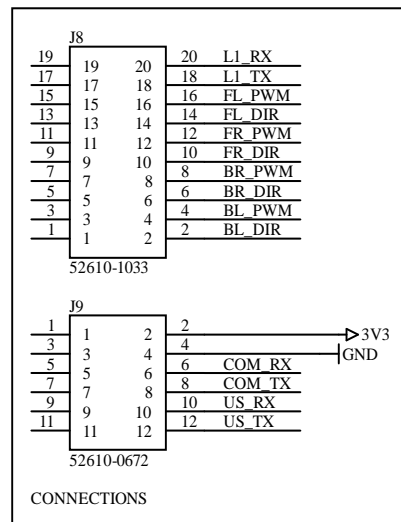 J8
19 19 20 20 L1_RX
17 17 18 18 L1_TX
15 15 16 16 FL_PWM
13 13 14 14 FL_DIR
11 11 12 12 FR_PWM
9 9 10 10 FR_DIR
7 7 8 8 BR_PWM
5 5 6 6 BR_DIR
3 3 4 4 BL_PWM
1 1 2 2 BL_DIR
52610-1033
J9
1 1 2 2 3V3
3 3 4 4 GND
5 5 6 6 COM_RX
7 7 8 8 COM_TX
9 9 10 10 US_RX
11 11 12 12 US_TX
52610-0672
CONNECTIONS